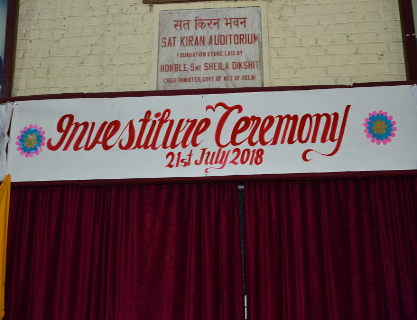 सत किरन भवन
SAT KIRAN AUDITORIUM
FOUNDATION STONE LAID BY
HON'BLE SMT. SHEILA DIKSHIT
CHIEF MINISTER, GOVT. OF NCT OF DELHI
Investiture Ceremony
21st July 2018